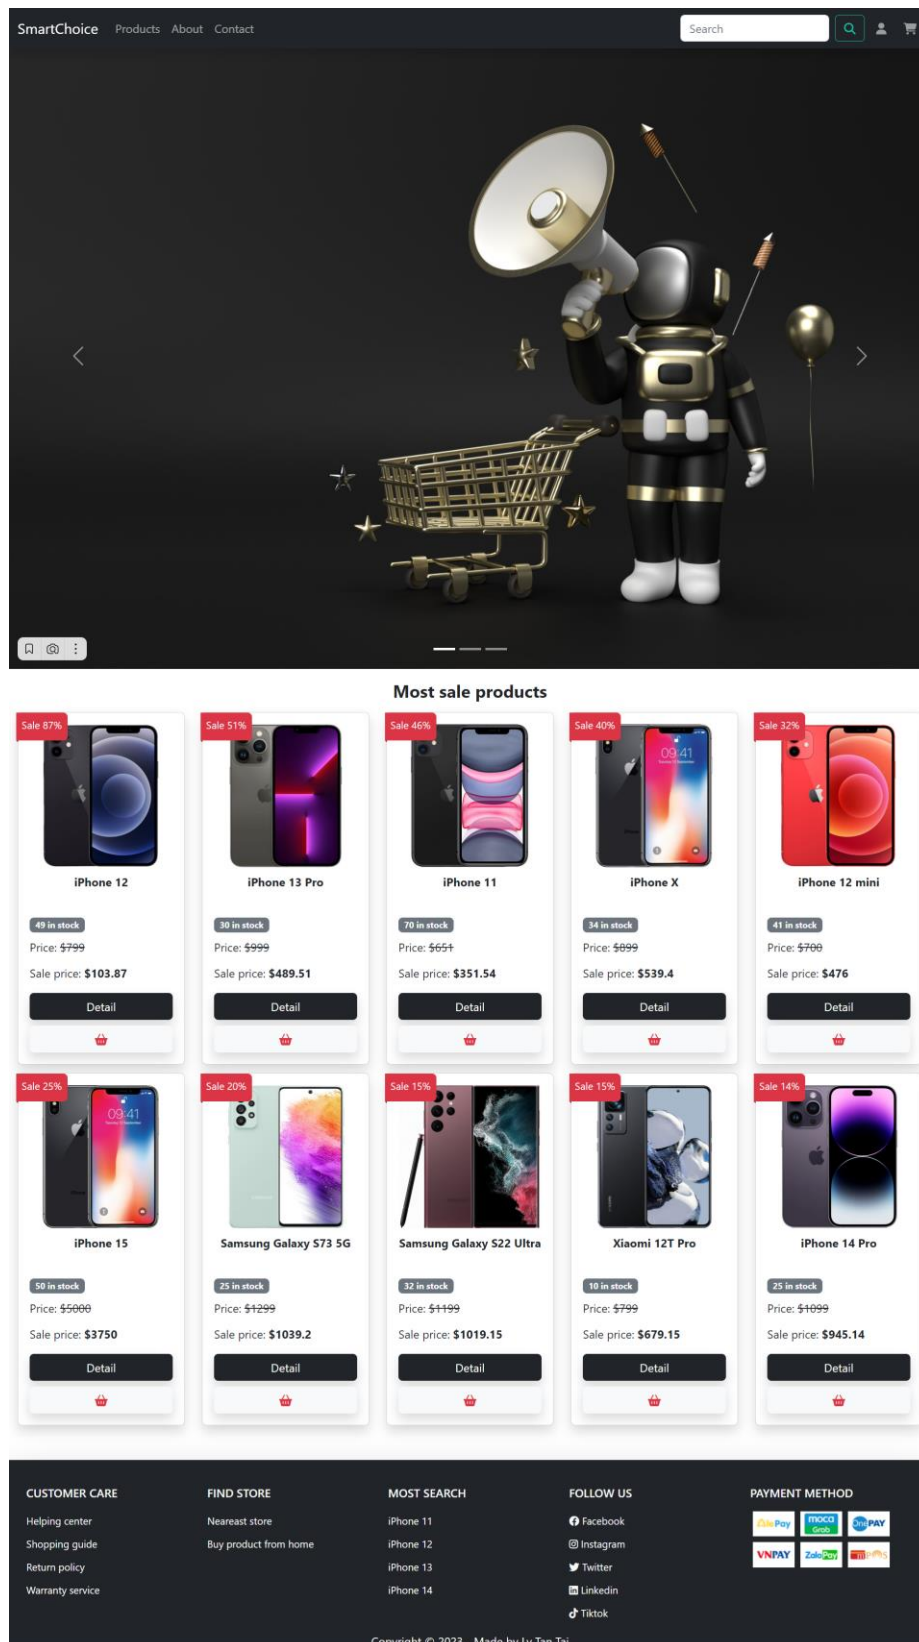 SmartChoice Products About Contact Search
Most sale products
Sale 87% Sale 51% Sale 46% Sale 40% Sale 32%
09:41
iPhone 12 iPhone 13 Pro iPhone 11 iPhone X iPhone 12 mini
49 in stock 30 in stock 70 in stock 34 in stock 41 in stock
Price: $799 Price: $999 Price: $651 Price: $899 Price: $700
Sale price: $103.87 Sale price: $489.51 Sale price: $351.54 Sale price: $539.4 Sale price: $476
Detail Detail Detail Detail Detail
Sale 25% Sale 20% Sale 15% Sale 15% Sale 14%
09:41
iPhone 15 Samsung Galaxy S73 5G Samsung Galaxy S22 Ultra Xiaomi 12T Pro iPhone 14 Pro
50 in stock 25 in stock 32 in stock 10 in stock 25 in stock
Price: $5000 Price: $1299 Price: $1199 Price: $799 Price: $1099
Sale price: $3750 Sale price: $1039.2 Sale price: $1019.15 Sale price: $679.15 Sale price: $945.14
Detail Detail Detail Detail Detail
CUSTOMER CARE FIND STORE MOST SEARCH FOLLOW US PAYMENT METHOD
Helping center Neareast store iPhone 11 Facebook Pay moca Grab OnePAY
Shopping guide Buy product from home iPhone 12 Instagram
Return policy iPhone 13 Twitter VNPAY ZaloPay
Warranty service iPhone 14 Linkedin
Tiktok
Copyright © 2023 - Made by Ly Tan Tai